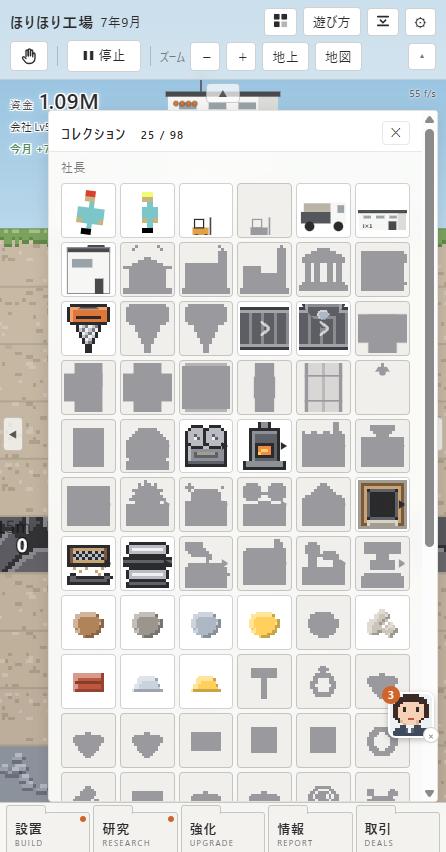 ほりほり工場 7年9月
遊び方
停止
ズーム
−
+
地上
地図
資金 1.09M
55 f/s
会社 Lv5
今月 +7
コレクション 25 / 98
社長
0
3
設置
BUILD
研究
RESEARCH
強化
UPGRADE
情報
REPORT
取引
DEALS